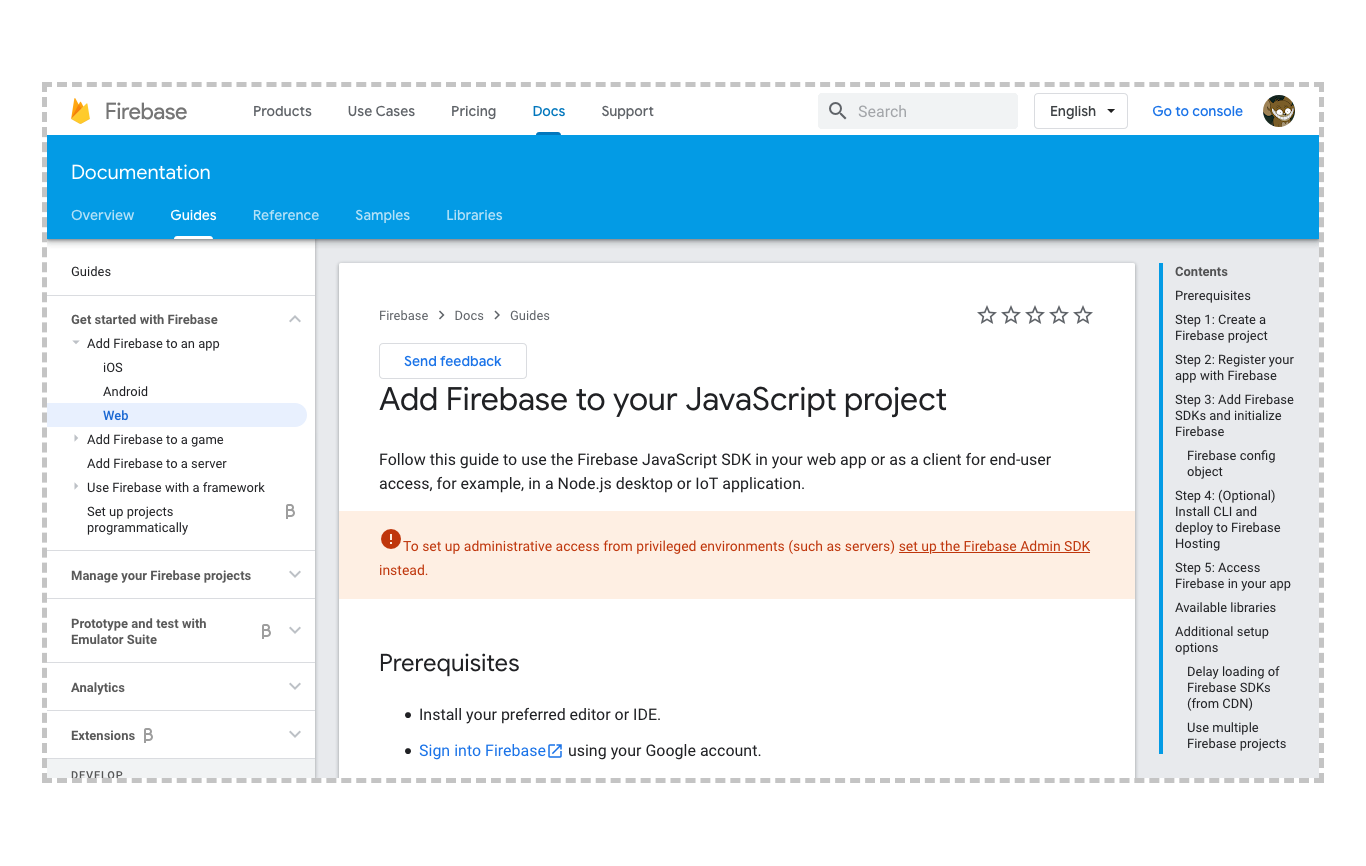 Firebase
Products Use Cases Pricing Docs Support
Search
English
Go to console
Documentation
Overview Guides Reference Samples Libraries
Guides
Get started with Firebase
Add Firebase to an app
iOS
Android
Web
Add Firebase to a game
Add Firebase to a server
Use Firebase with a framework
Set up projects
programmatically
β
Manage your Firebase projects
Prototype and test with
Emulator Suite
β
Analytics
Extensions β
DEVELOP
Firebase > Docs > Guides
Send feedback
Add Firebase to your JavaScript project
Follow this guide to use the Firebase JavaScript SDK in your web app or as a client for end-user
access, for example, in a Node.js desktop or IoT application.
To set up administrative access from privileged environments (such as servers) set up the Firebase Admin SDK
instead.
Prerequisites
• Install your preferred editor or IDE.
• Sign into Firebase using your Google account.
Contents
Prerequisites
Step 1: Create a
Firebase project
Step 2: Register your
app with Firebase
Step 3: Add Firebase
SDKs and initialize
Firebase
Firebase config
object
Step 4: (Optional)
Install CLI and
deploy to Firebase
Hosting
Step 5: Access
Firebase in your app
Available libraries
Additional setup
options
Delay loading of
Firebase SDKs
(from CDN)
Use multiple
Firebase projects